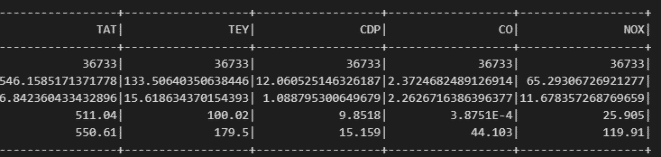 TAT| TEY| CDP| CO| NOX|
36733| 36733| 36733| 36733| 36733|
546.1585171371778|133.50640350638446|12.060525146326187|2.3724682489126914| 65.29306726921277|
6.842360433432896|15.618634370154393| 1.088795300649679|2.2626716386396377|11.678357268769659|
511.04| 100.02| 9.8518| 3.8751E-4| 25.905|
550.61| 179.5| 15.159| 44.103| 119.91|